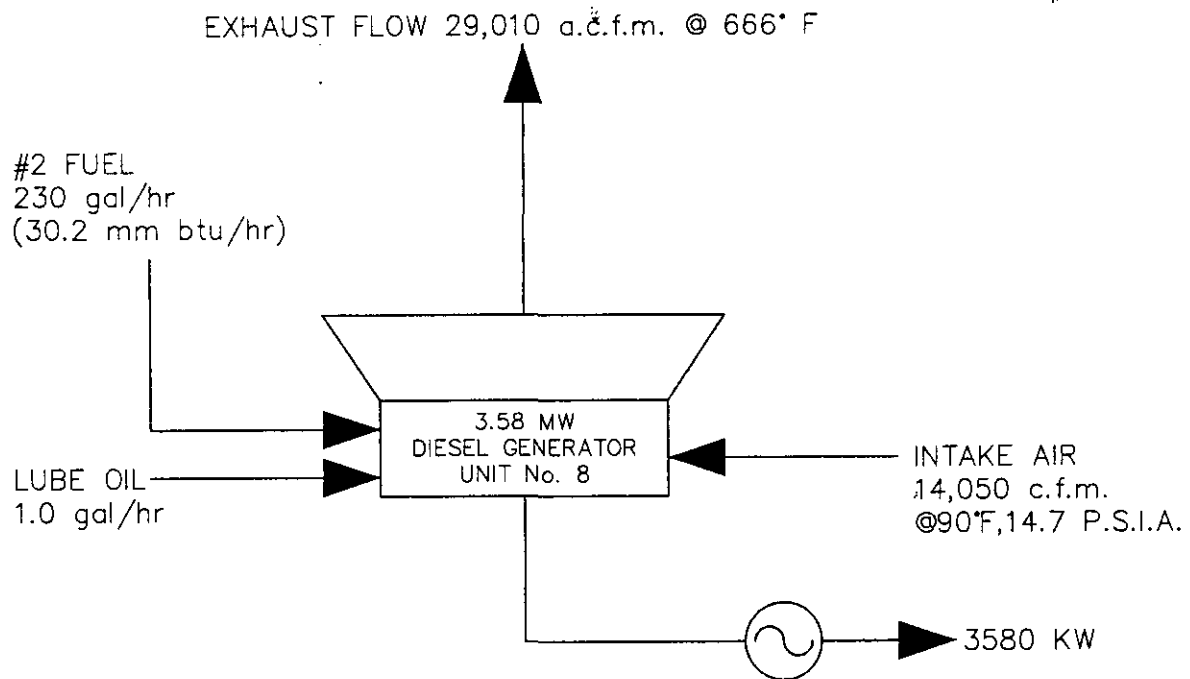 EXHAUST FLOW 29,010 a.c.f.m. @ 666° F
#2 FUEL
230 gal/hr
(30.2 mm btu/hr)
3.58 MW
DIESEL GENERATOR
UNIT No. 8
LUBE OIL
1.0 gal/hr
INTAKE AIR
14,050 c.f.m.
@90°F,14.7 P.S.I.A.
3580 KW